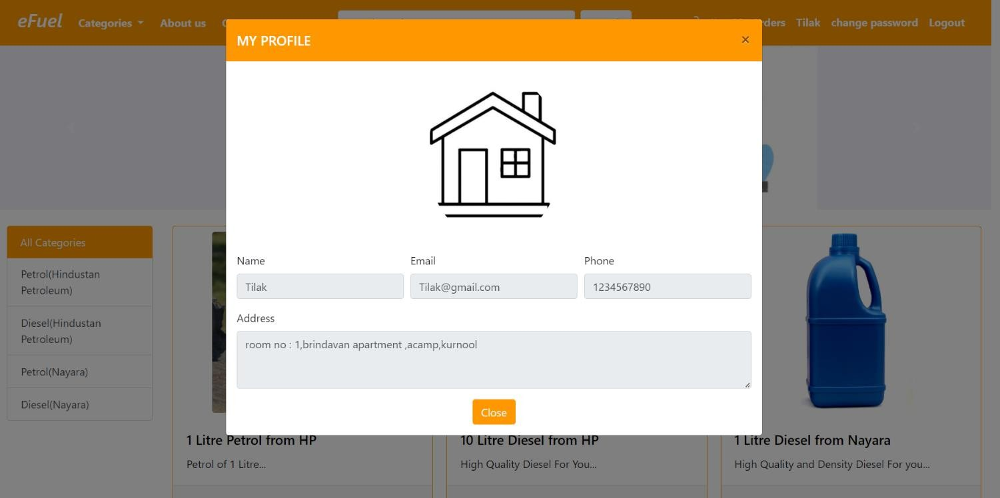 eFuel
Categories
About us
Tilak
change password
Logout
MY PROFILE
×
Name
Email
Phone
Tilak
Tilak@gmail.com
1234567890
Address
room no : 1,brindavan apartment ,acamp,kurnool
Close
All Categories
Petrol(Hindustan
Petroleum)
Diesel(Hindustan
Petroleum)
Petrol(Nayara)
Diesel(Nayara)
1 Litre Petrol from HP
Petrol of 1 Litre...
10 Litre Diesel from HP
High Quality Diesel For You...
1 Litre Diesel from Nayara
High Quality and Density Diesel For you...